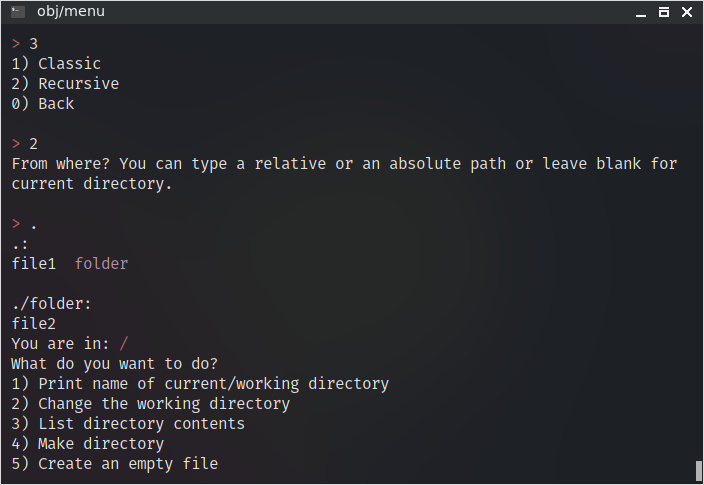 obj/menu
> 3
1) Classic
2) Recursive
0) Back
> 2
From where? You can type a relative or an absolute path or leave blank for
current directory.
> .
.:
file1  folder
./folder:
file2
You are in: /
What do you want to do?
1) Print name of current/working directory
2) Change the working directory
3) List directory contents
4) Make directory
5) Create an empty file